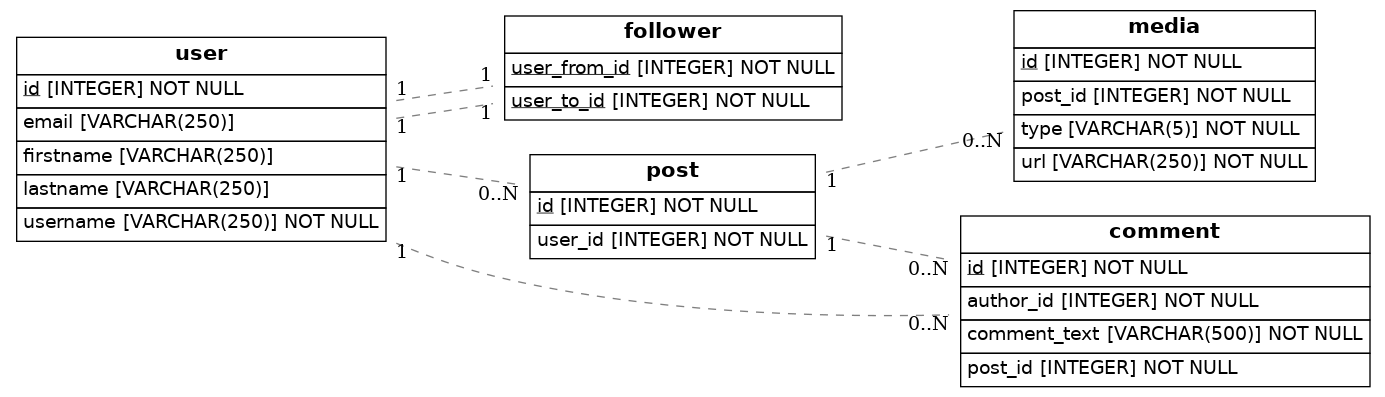 user
id [INTEGER] NOT NULL
email [VARCHAR(250)]
firstname [VARCHAR(250)]
lastname [VARCHAR(250)]
username [VARCHAR(250)] NOT NULL
1
1
1
1
follower
user_from_id [INTEGER] NOT NULL
user_to_id [INTEGER] NOT NULL
1
1
0..N
post
id [INTEGER] NOT NULL
user_id [INTEGER] NOT NULL
1
1
media
id [INTEGER] NOT NULL
post_id [INTEGER] NOT NULL
type [VARCHAR(5)] NOT NULL
url [VARCHAR(250)] NOT NULL
0..N
comment
id [INTEGER] NOT NULL
author_id [INTEGER] NOT NULL
comment_text [VARCHAR(500)] NOT NULL
post_id [INTEGER] NOT NULL
0..N
0..N